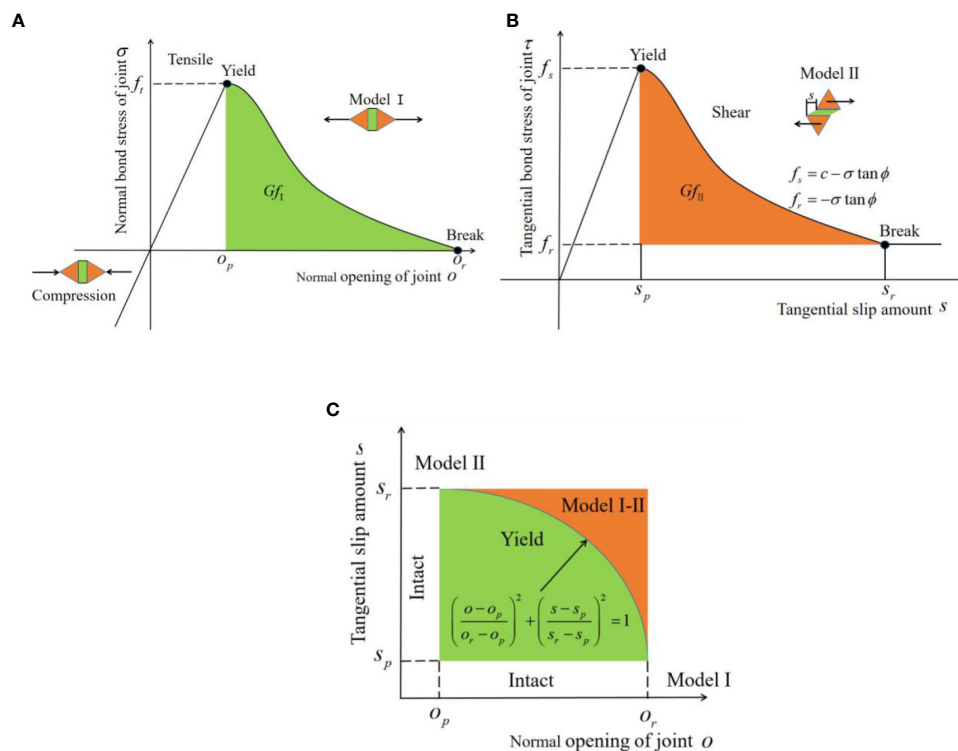 A
Normal bond stress of joint σ
f_t
Tensile
Yield
Model I
Gf_I
Break
o_p
o_r
Normal opening of joint o
Compression
B
Tangential bond stress of joint τ
f_s
Yield
Model II
s
Shear
f_s = c − σ tan ϕ
f_r = −σ tan ϕ
Gf_II
Break
f_r
s_p
s_r
Tangential slip amount s
C
Tangential slip amount s
Model II
s_r
Model I-II
Yield
Intact
((o − o_p)/(o_r − o_p))² + ((s − s_p)/(s_r − s_p))² = 1
s_p
Intact
Model I
o_p
o_r
Normal opening of joint o